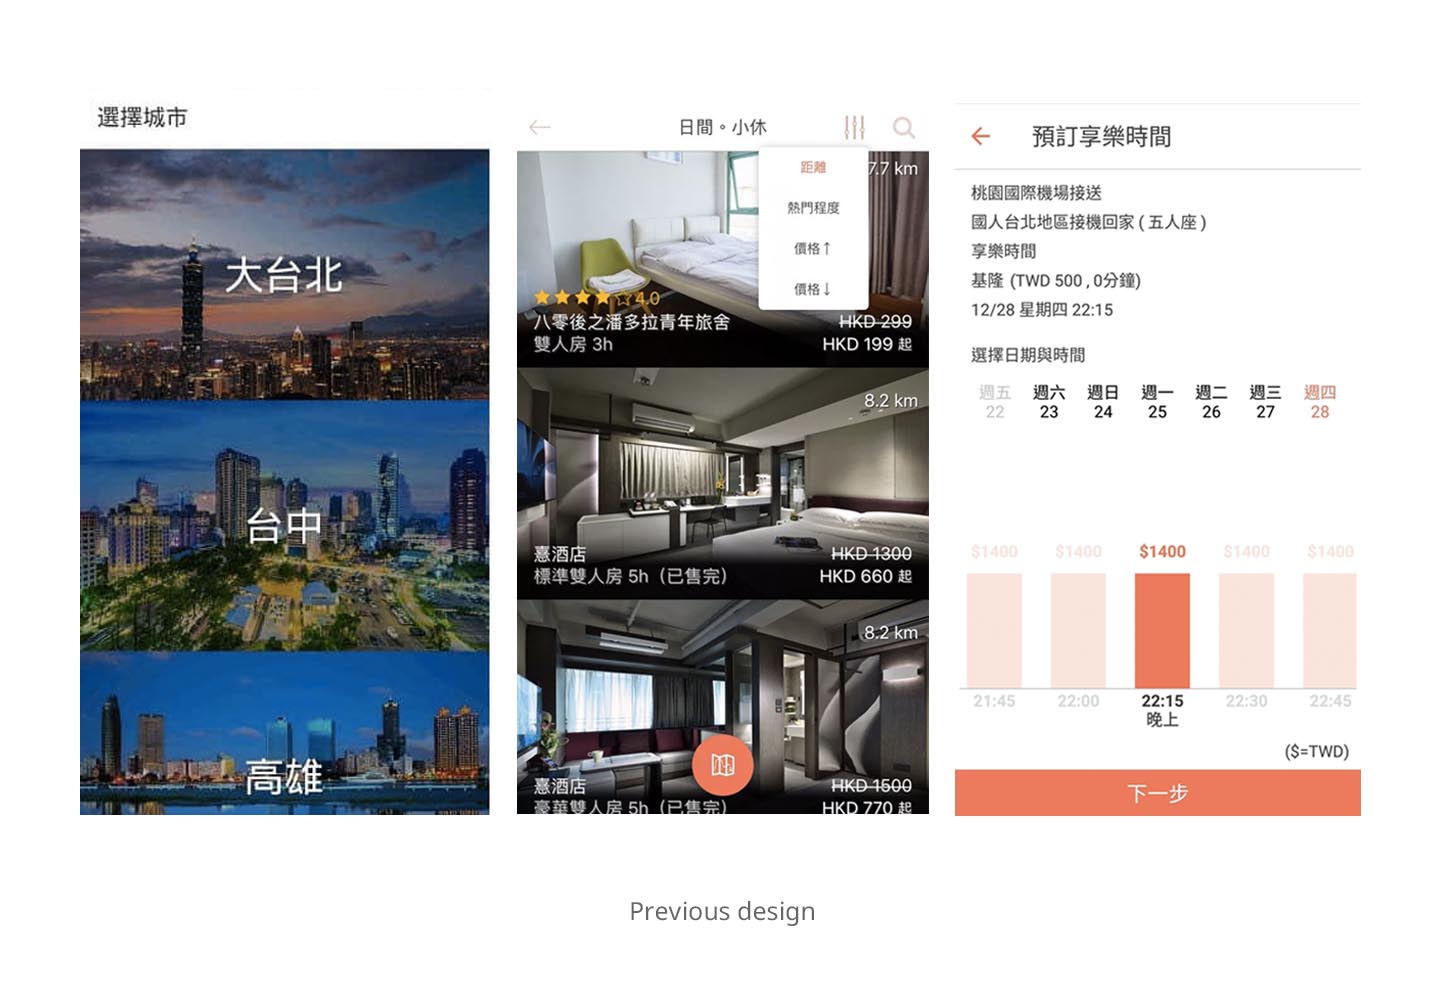 選擇城市
大台北
台中
高雄
日間。小休
距離
熱門程度
價格↑
價格↓
7.7 km
4.0
八零後之潘多拉青年旅舍
HKD 299
雙人房 3h
HKD 199 起
8.2 km
憙酒店
HKD 1300
標準雙人房 5h（已售完）
HKD 660 起
8.2 km
憙酒店
HKD 1500
豪華雙人房 5h（已售完）
HKD 770 起
預訂享樂時間
桃園國際機場接送
國人台北地區接機回家 ( 五人座 )
享樂時間
基隆 (TWD 500 , 0分鐘)
12/28 星期四 22:15
選擇日期與時間
週五 週六 週日 週一 週二 週三 週四
22 23 24 25 26 27 28
$1400 $1400 $1400 $1400 $1400
21:45 22:00 22:15 22:30 22:45
晚上
($=TWD)
下一步
Previous design